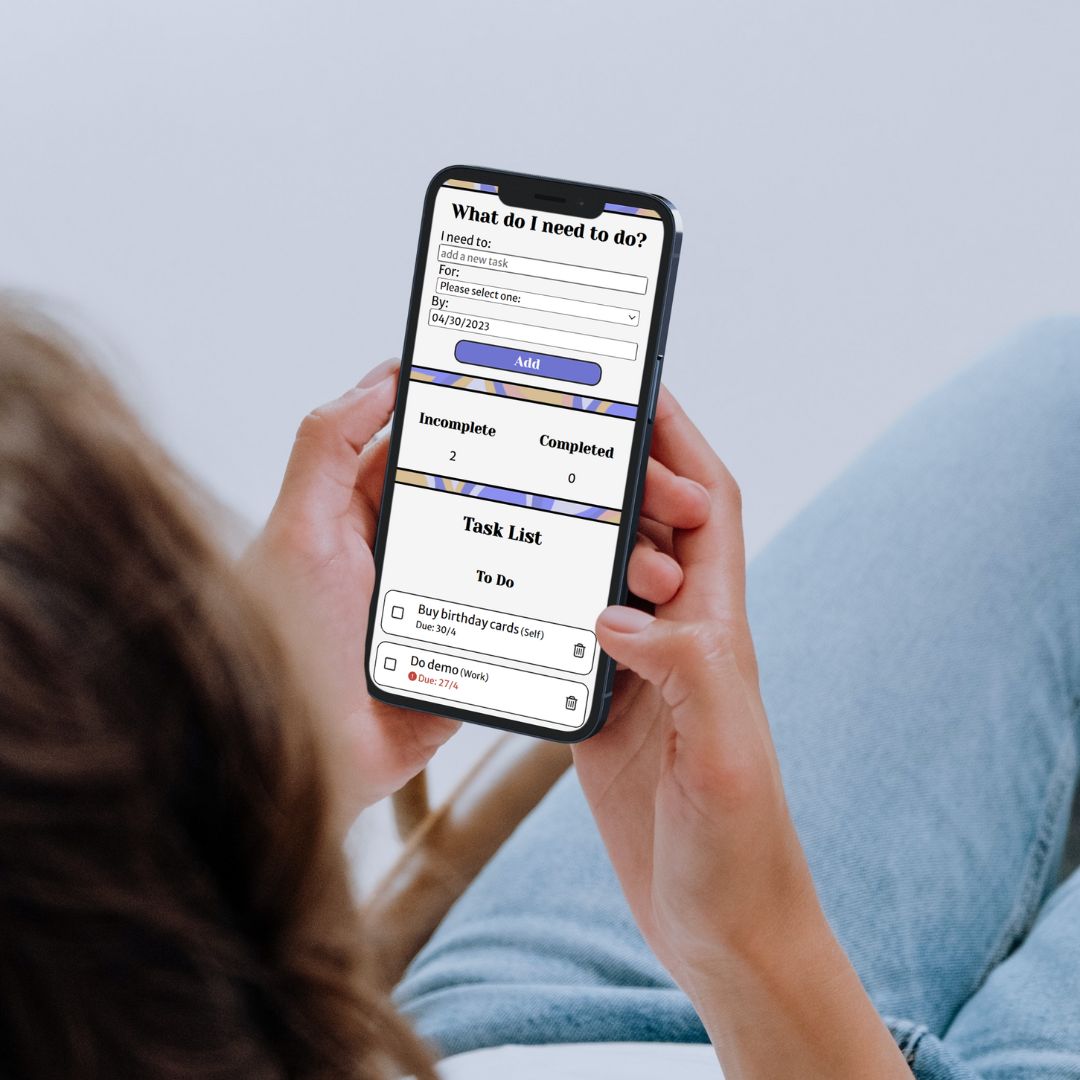 What do I need to do?
I need to:
add a new task
For:
Please select one:
By:
04/30/2023
Add
Incomplete
Completed
2
0
Task List
To Do
Buy birthday cards (Self)
Due: 30/4
Do demo (Work)
Due: 27/4